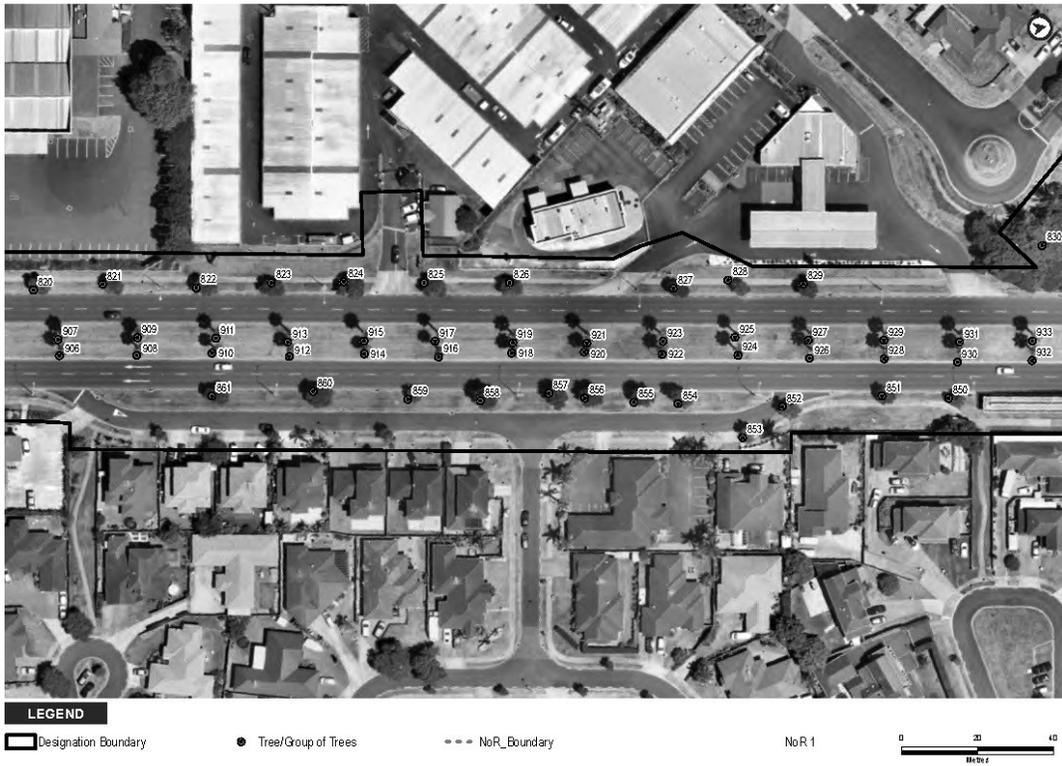 820 821 822 823 824 825 826 827 828 829 830
907 909 911 913 915 917 919 921 923 925 927 929 931 933
906 908 910 912 914 916 918 920 922 924 926 928 930 932
861 860 859 858 857 856 855 854 852 851 850
853
LEGEND
Designation Boundary Tree/Group of Trees NoR_Boundary NoR 1
0 20 40
Metres